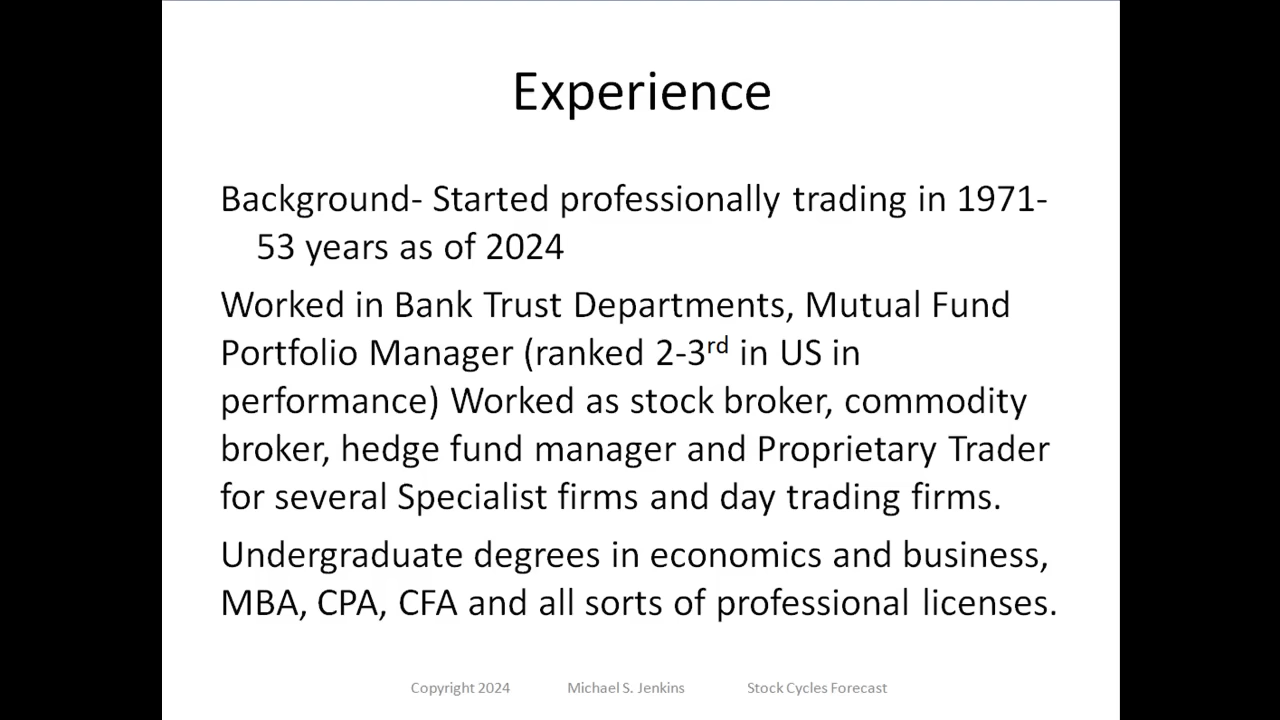 Experience
Background- Started professionally trading in 1971-
53 years as of 2024
Worked in Bank Trust Departments, Mutual Fund
Portfolio Manager (ranked 2-3rd in US in
performance) Worked as stock broker, commodity
broker, hedge fund manager and Proprietary Trader
for several Specialist firms and day trading firms.
Undergraduate degrees in economics and business,
MBA, CPA, CFA and all sorts of professional licenses.
Copyright 2024 Michael S. Jenkins Stock Cycles Forecast